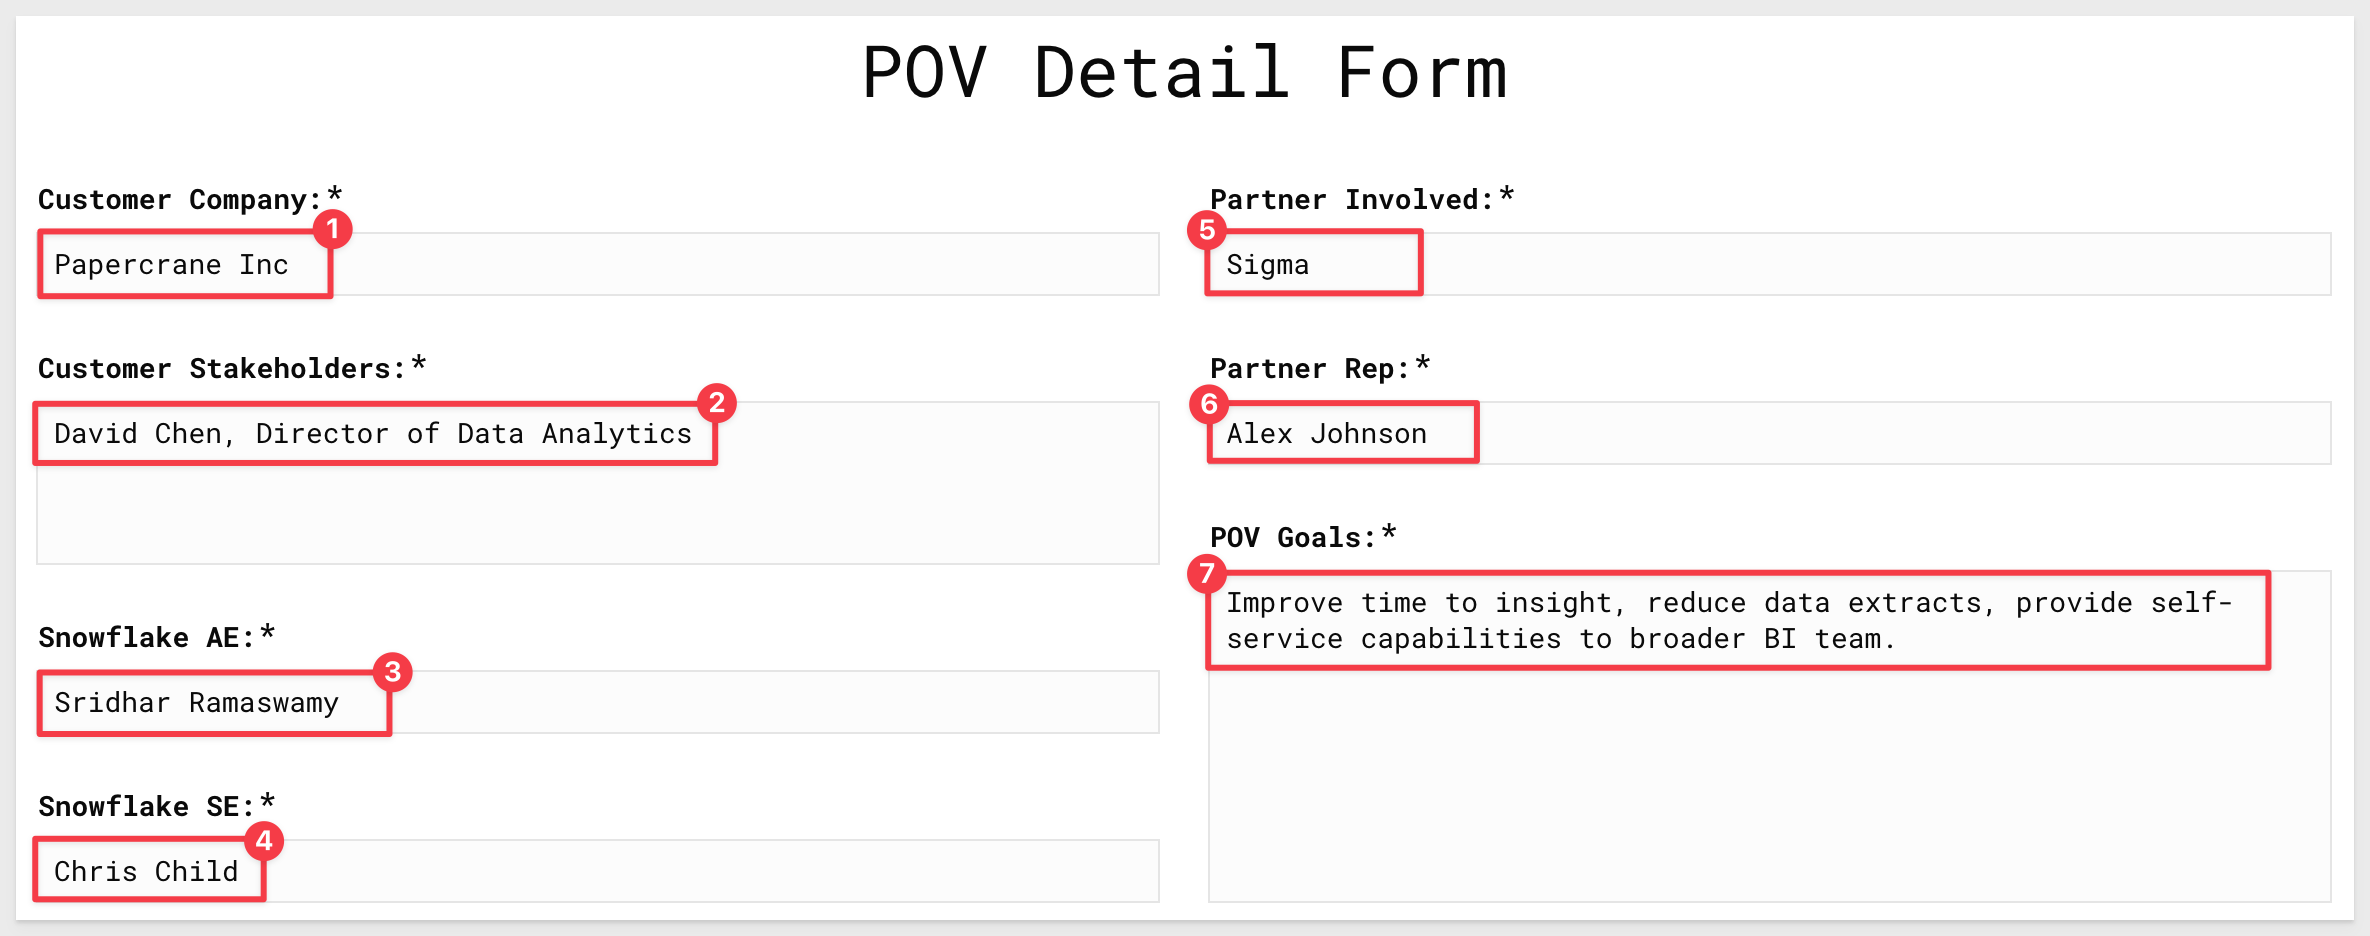 POV Detail Form
Customer Company:*
1
Papercrane Inc
Customer Stakeholders:*
2
David Chen, Director of Data Analytics
Snowflake AE:*
3
Sridhar Ramaswamy
Snowflake SE:*
4
Chris Child
Partner Involved:*
5
Sigma
Partner Rep:*
6
Alex Johnson
POV Goals:*
7
Improve time to insight, reduce data extracts, provide self-
service capabilities to broader BI team.